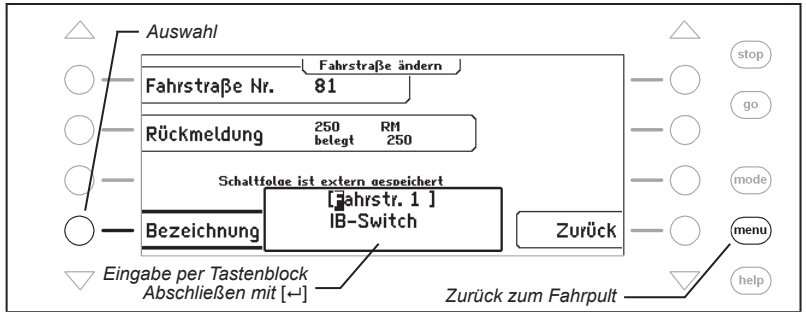 Auswahl
Fahrstraße ändern
Fahrstraße Nr. 81
Rückmeldung 250 RM
belegt 250
Schaltfolge ist extern gespeichert
[Fahrstr. 1 ]
IB-Switch
Bezeichnung
Zurück
Eingabe per Tastenblock
Abschließen mit [↵]
Zurück zum Fahrpult
stop
go
mode
menu
help